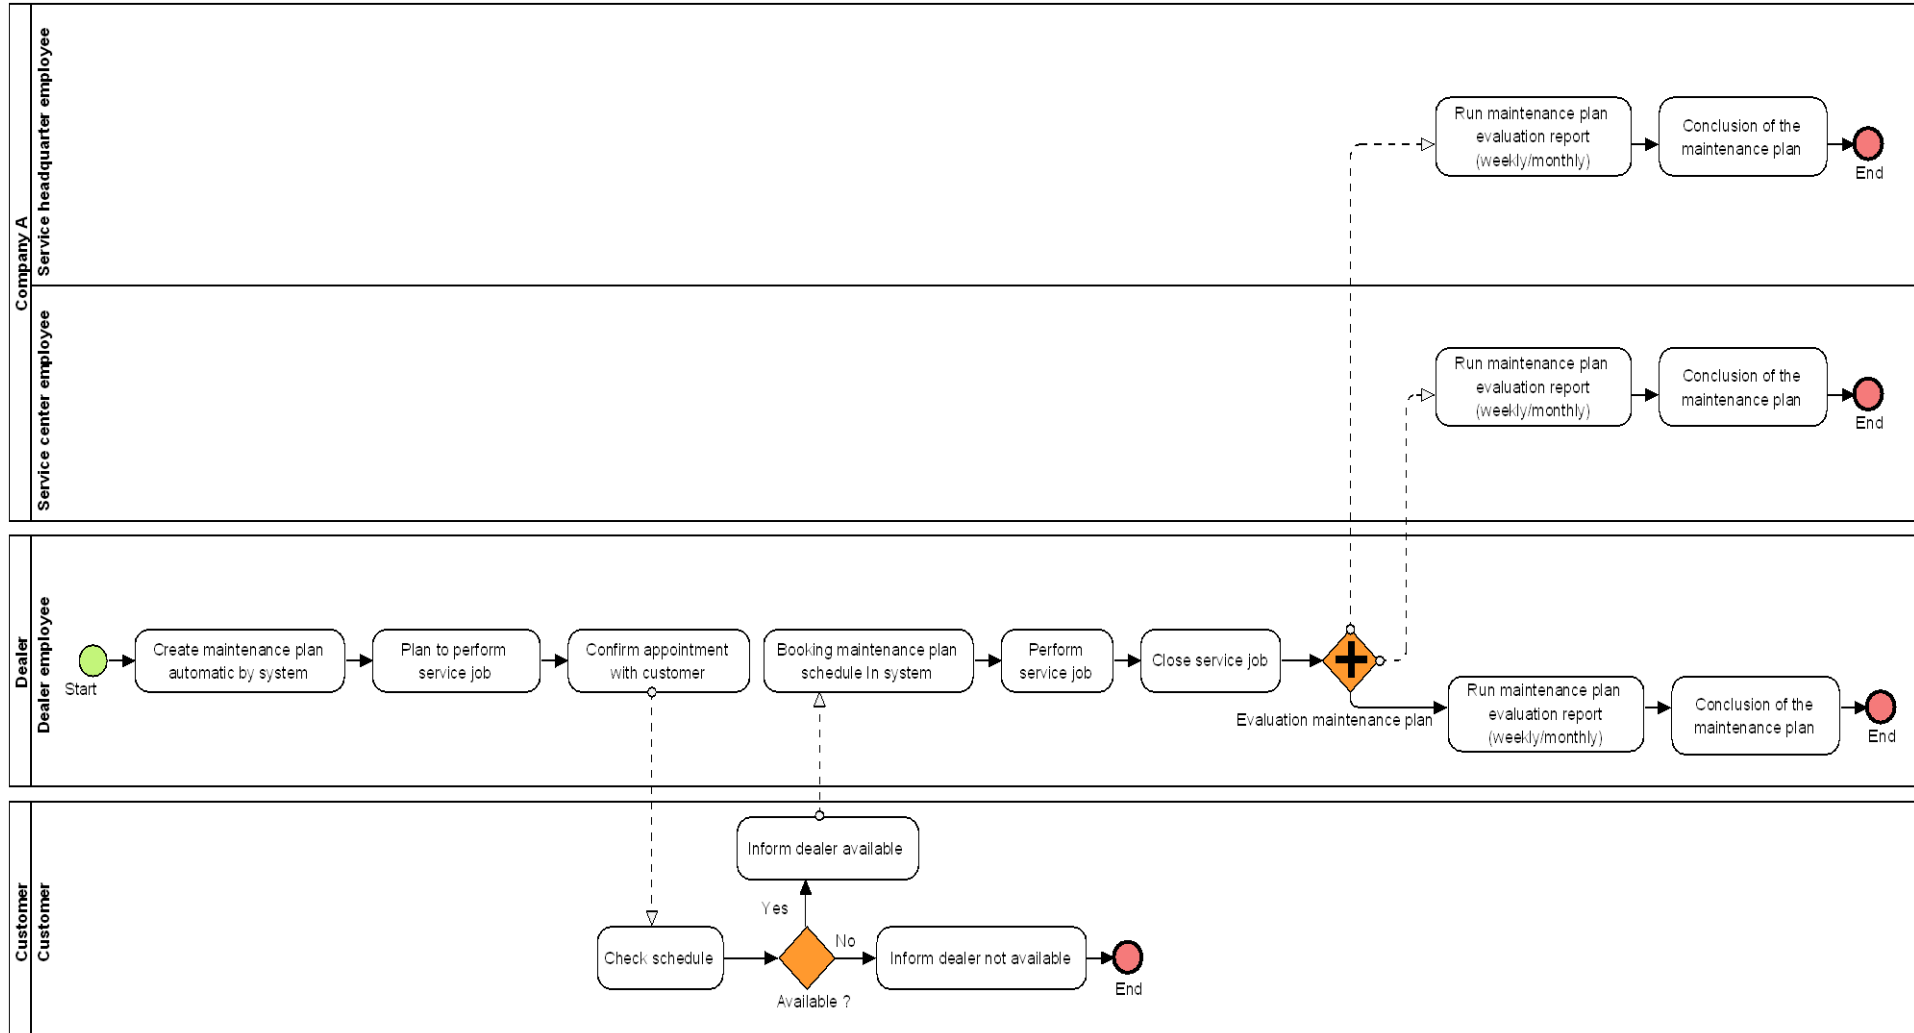 Company A
Service headquarter employee
Run maintenance plan
evaluation report
(weekly/monthly)
Conclusion of the
maintenance plan
End
Service center employee
Run maintenance plan
evaluation report
(weekly/monthly)
Conclusion of the
maintenance plan
End
Dealer
Dealer employee
Start
Create maintenance plan
automatic by system
Plan to perform
service job
Confirm appointment
with customer
Booking maintenance plan
schedule In system
Perform
service job
Close service job
Evaluation maintenance plan
Run maintenance plan
evaluation report
(weekly/monthly)
Conclusion of the
maintenance plan
End
Customer
Customer
Inform dealer available
Yes
Check schedule
No
Available ?
Inform dealer not available
End